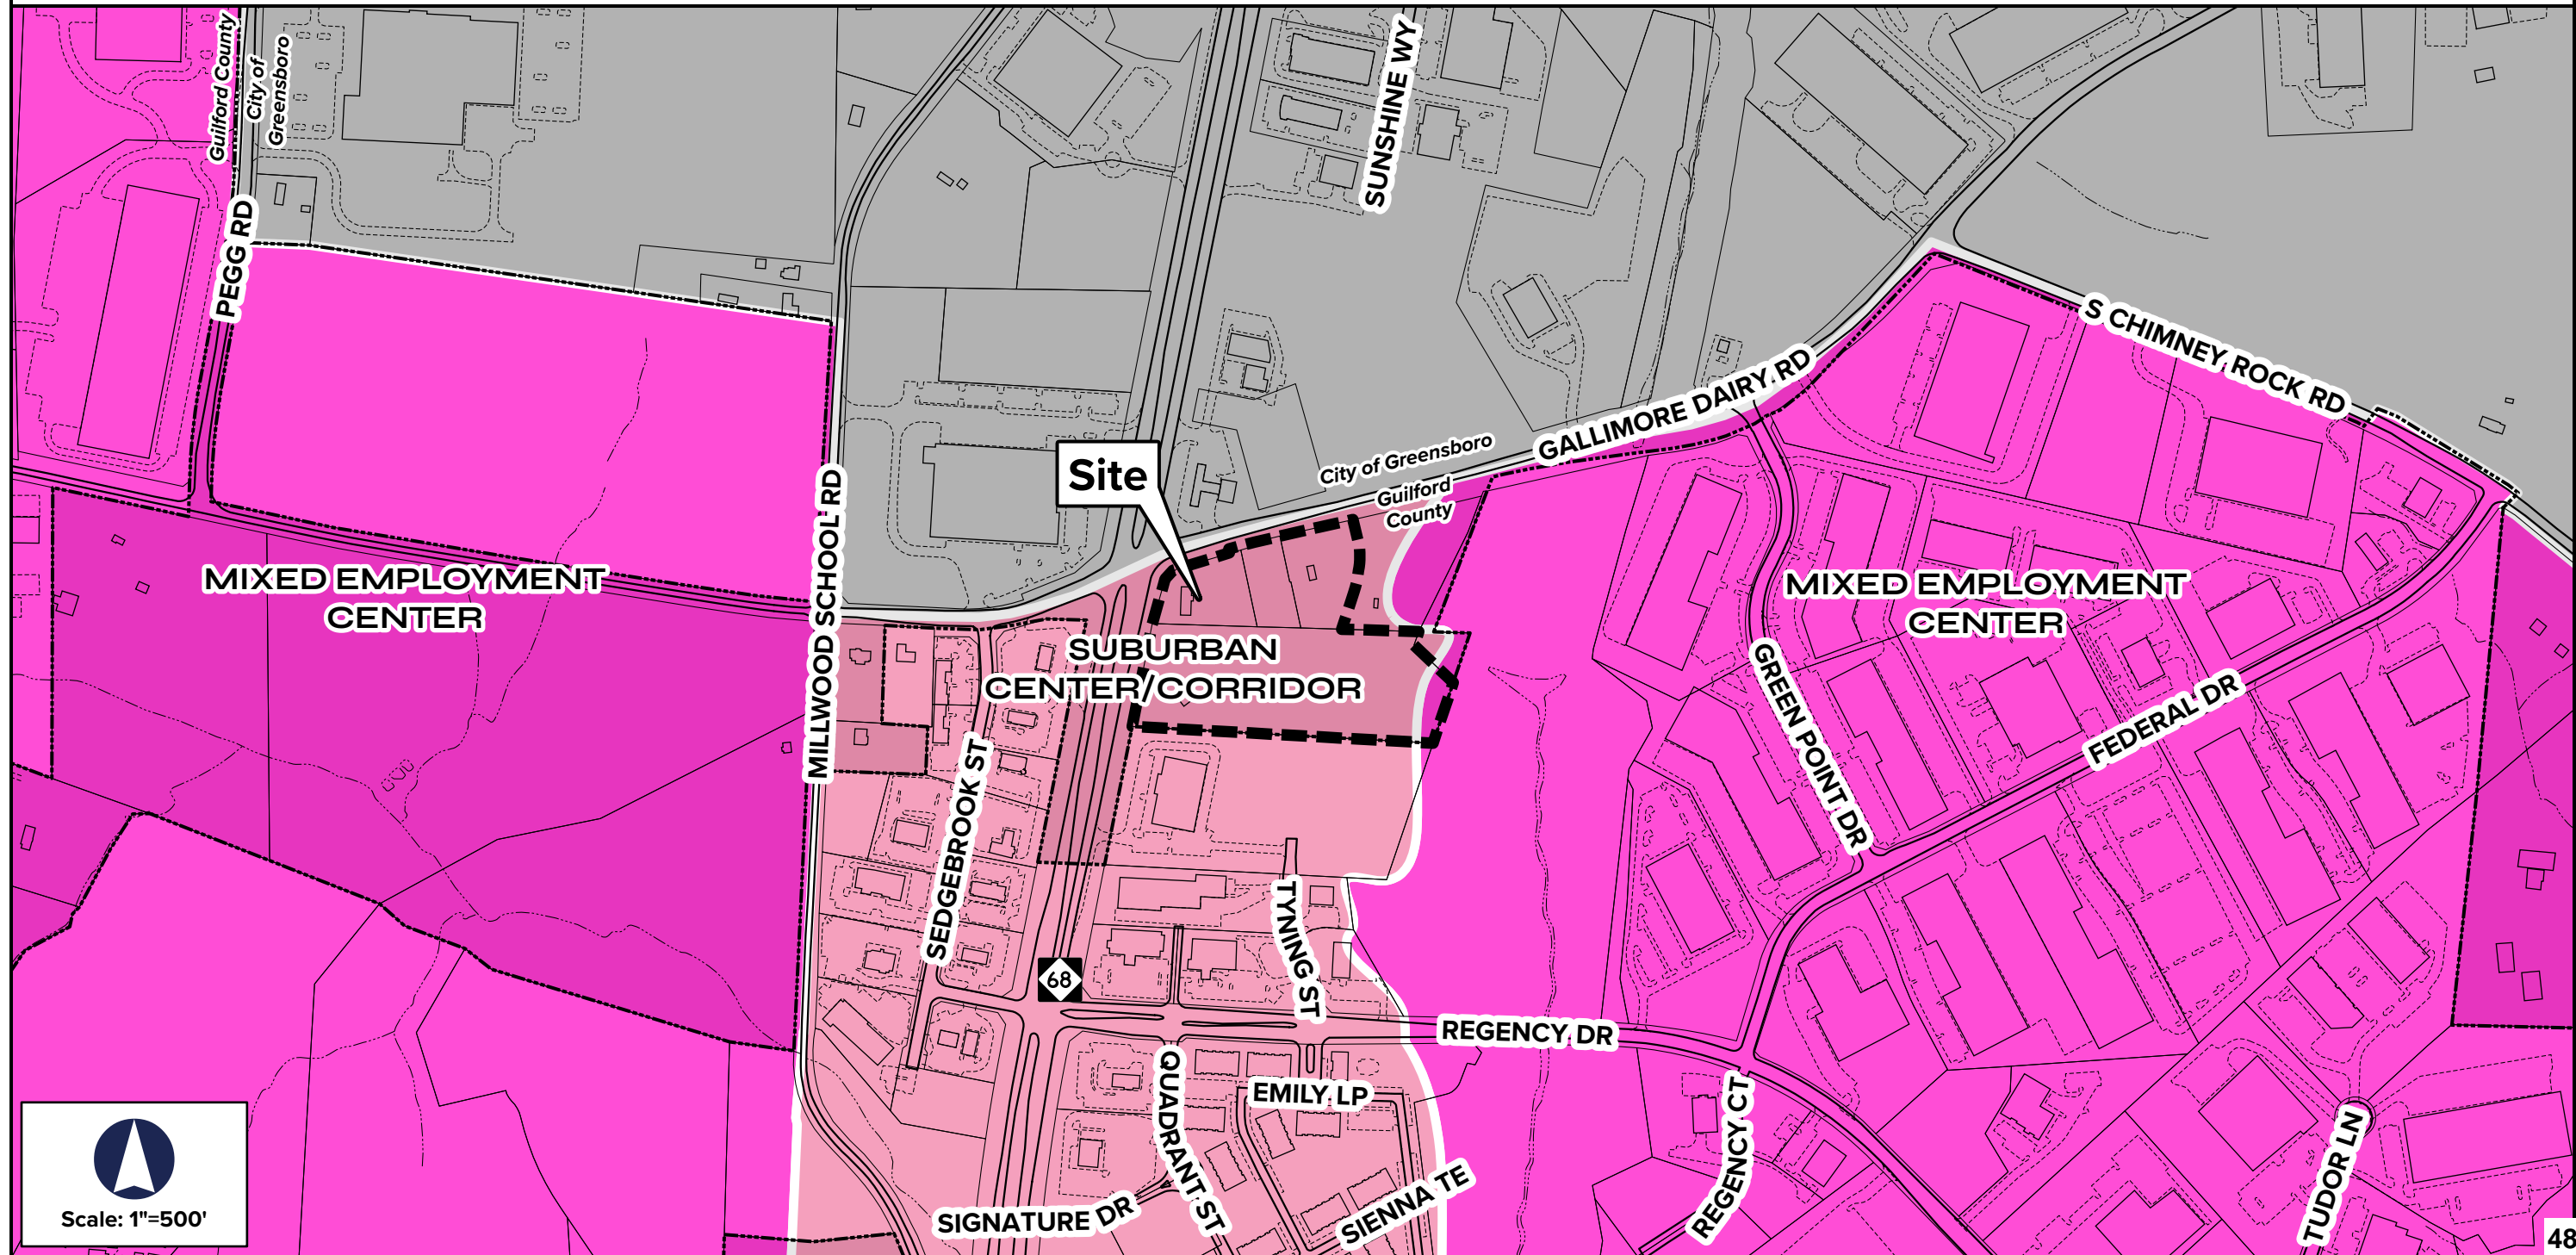 Guilford County
City of
Greensboro
SUNSHINE WY
PEGG RD
S CHIMNEY ROCK RD
GALLIMORE DAIRY RD
City of Greensboro
Guilford
County
Site
MILLWOOD SCHOOL RD
MIXED EMPLOYMENT
CENTER
MIXED EMPLOYMENT
CENTER
SUBURBAN
CENTER/CORRIDOR
GREEN POINT DR
FEDERAL DR
SEDGEBROOK ST
TYNING ST
68
REGENCY DR
QUADRANT ST
EMILY LP
REGENCY CT
SIGNATURE DR
SIENNA TE
TUDOR LN
Scale: 1"=500'